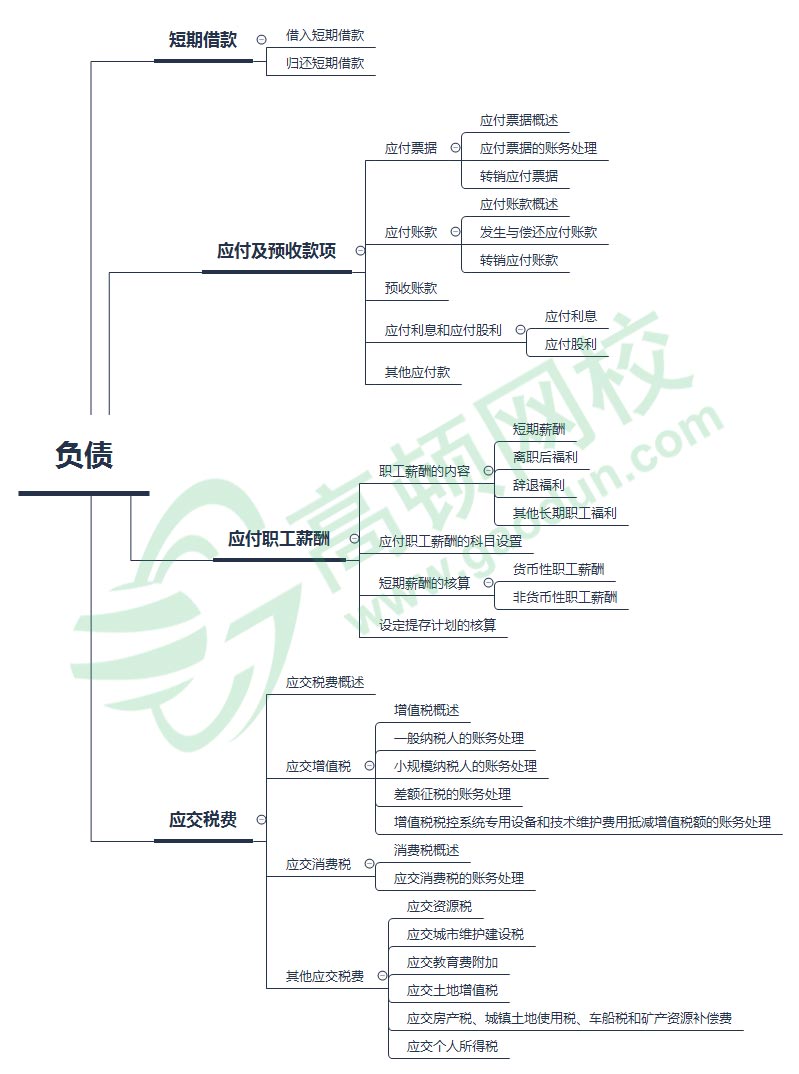 负债
短期借款
借入短期借款
归还短期借款
应付及预收款项
应付票据
应付票据概述
应付票据的账务处理
转销应付票据
应付账款
应付账款概述
发生与偿还应付账款
转销应付账款
预收账款
应付利息和应付股利
应付利息
应付股利
其他应付款
应付职工薪酬
职工薪酬的内容
短期薪酬
离职后福利
辞退福利
其他长期职工福利
应付职工薪酬的科目设置
短期薪酬的核算
货币性职工薪酬
非货币性职工薪酬
设定提存计划的核算
应交税费
应交税费概述
应交增值税
增值税概述
一般纳税人的账务处理
小规模纳税人的账务处理
差额征税的账务处理
增值税税控系统专用设备和技术维护费用抵减增值税额的账务处理
应交消费税
消费税概述
应交消费税的账务处理
其他应交税费
应交资源税
应交城市维护建设税
应交教育费附加
应交土地增值税
应交房产税、城镇土地使用税、车船税和矿产资源补偿费
应交个人所得税
高顿网校
www.gaodun.com